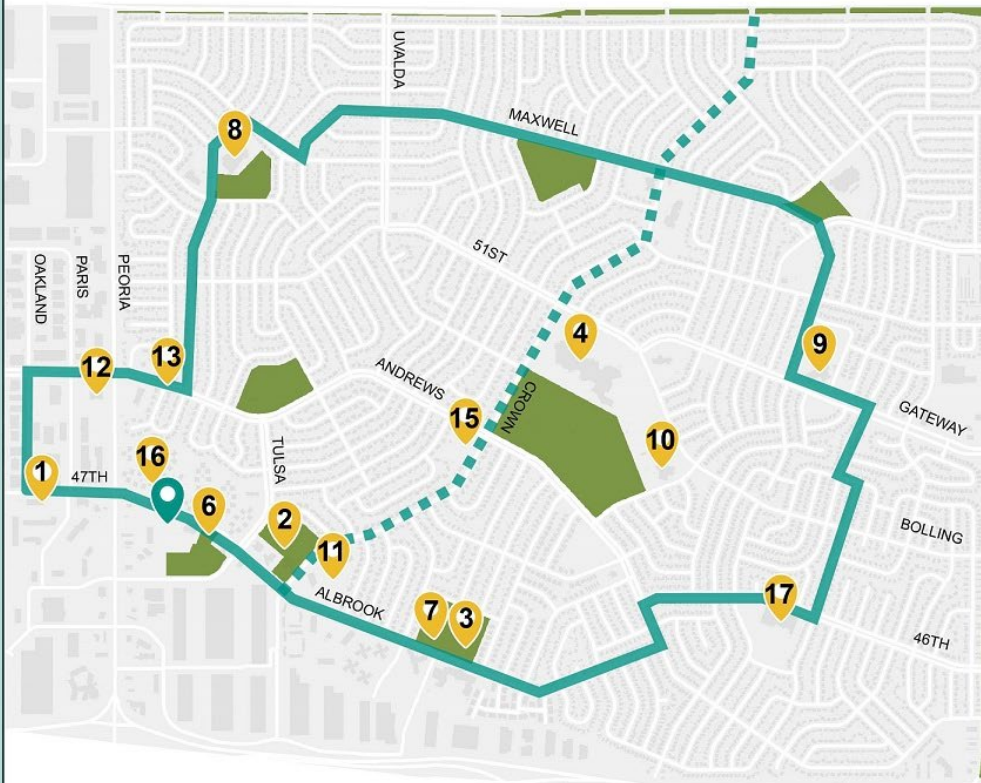 UVALDA
MAXWELL
8
51ST
OAKLAND
PARIS
PEORIA
4
9
12
13
ANDREWS
CROWN
15
GATEWAY
10
TULSA
16
1
47TH
6
2
BOLLING
11
ALBROOK
7
3
17
46TH